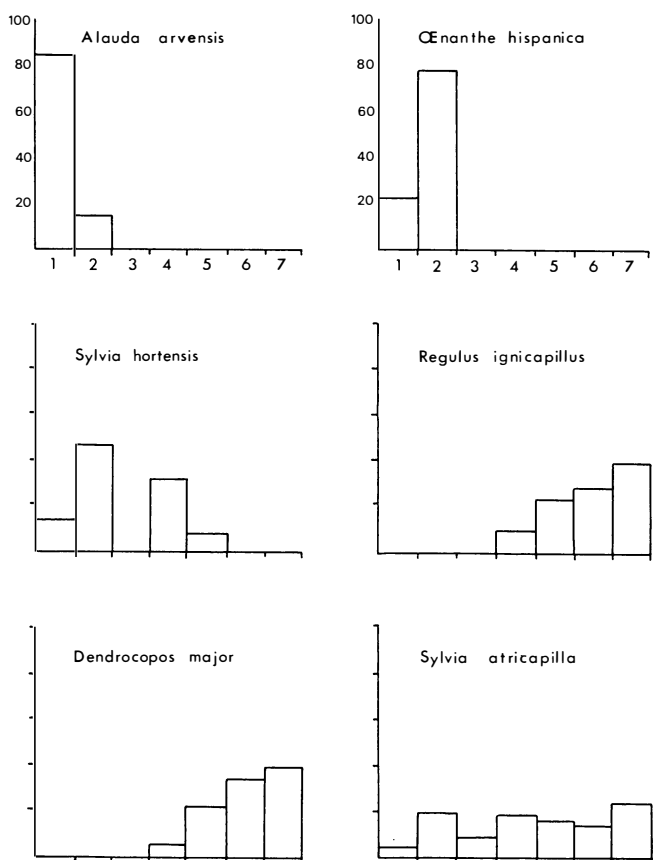 Alauda arvensis
100
80
60
40
20
1 2 3 4 5 6 7
Œnanthe hispanica
100
80
60
40
20
1 2 3 4 5 6 7
Sylvia hortensis
Regulus ignicapillus
Dendrocopos major
Sylvia atricapilla